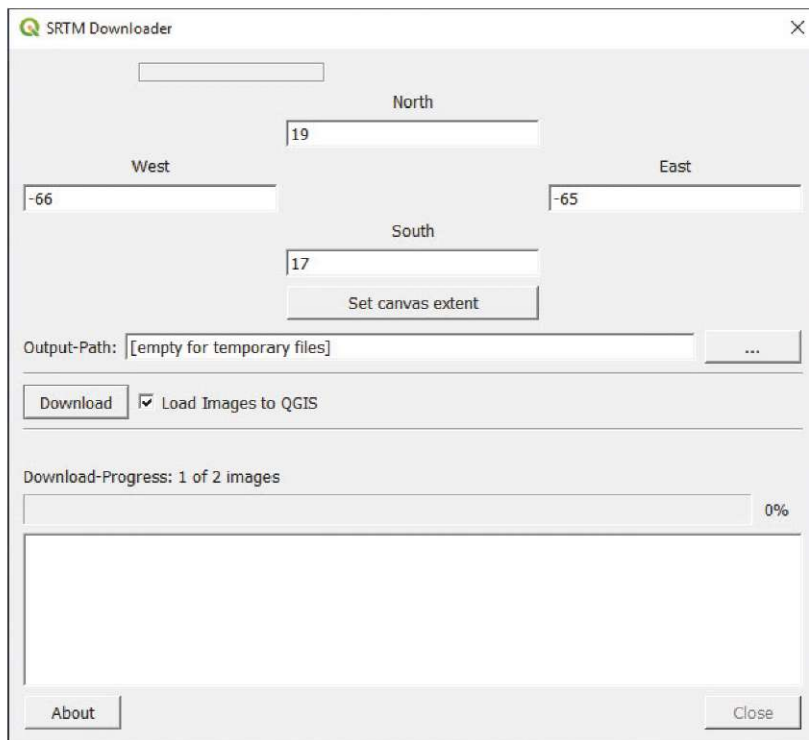 SRTM Downloader
North
19
West
East
-66
-65
South
17
Set canvas extent
Output-Path: [empty for temporary files] ...
Download Load Images to QGIS
Download-Progress: 1 of 2 images
0%
About Close